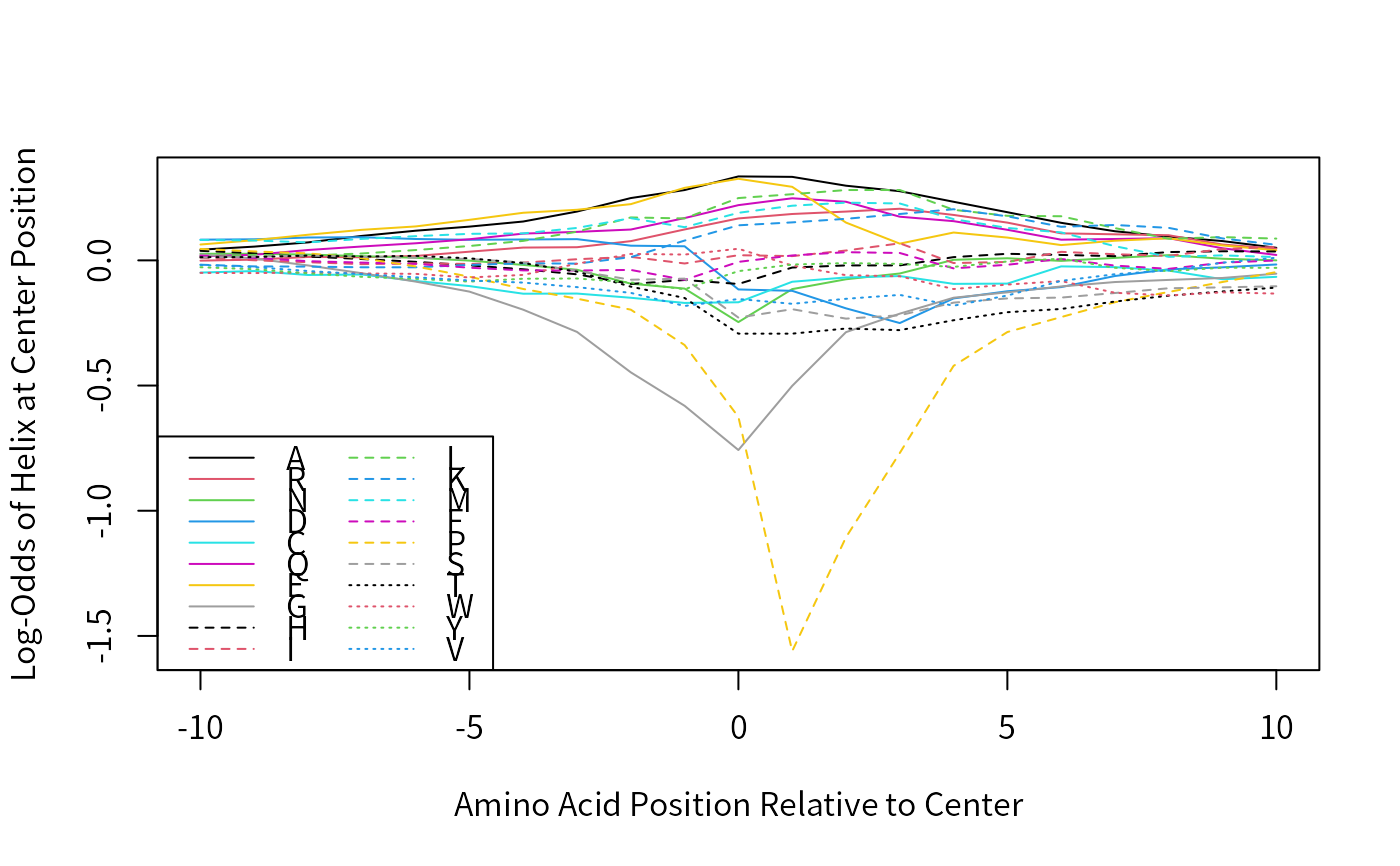 Log-Odds of Helix at Center Position
0.0
-0.5
-1.0
-1.5
A
R
N
D
C
Q
E
G
H
I
L
K
M
F
P
S
T
W
Y
V
-10
-5
0
5
10
Amino Acid Position Relative to Center